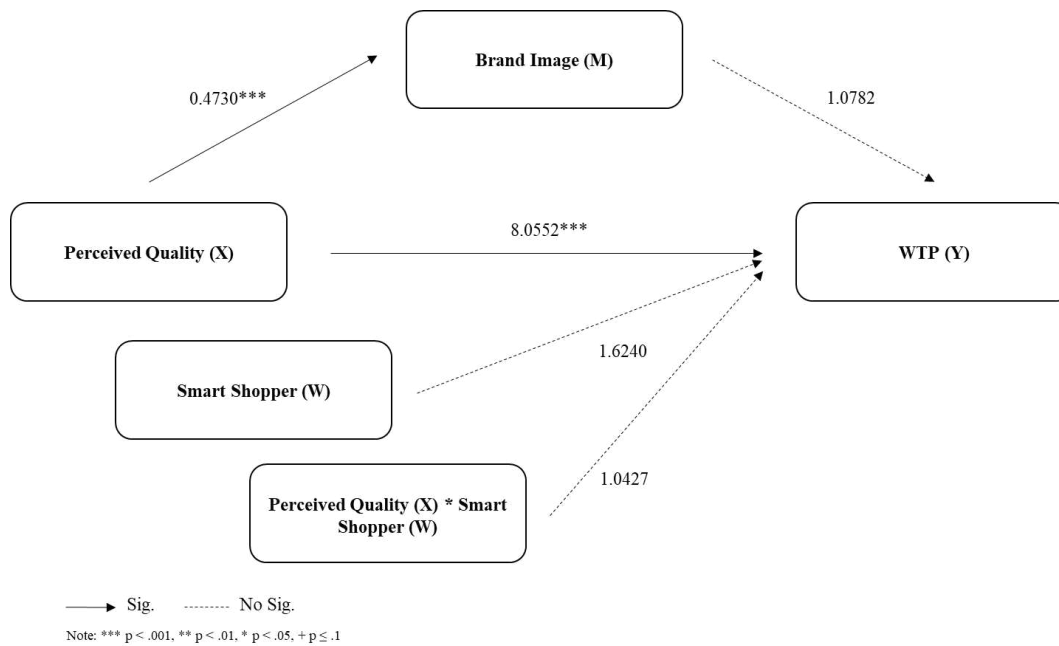 Brand Image (M)
0.4730***
1.0782
Perceived Quality (X)
8.0552***
WTP (Y)
1.6240
Smart Shopper (W)
1.0427
Perceived Quality (X) * Smart
Shopper (W)
Sig.
No Sig.
Note: *** p < .001, ** p < .01, * p < .05, + p ≤ .1